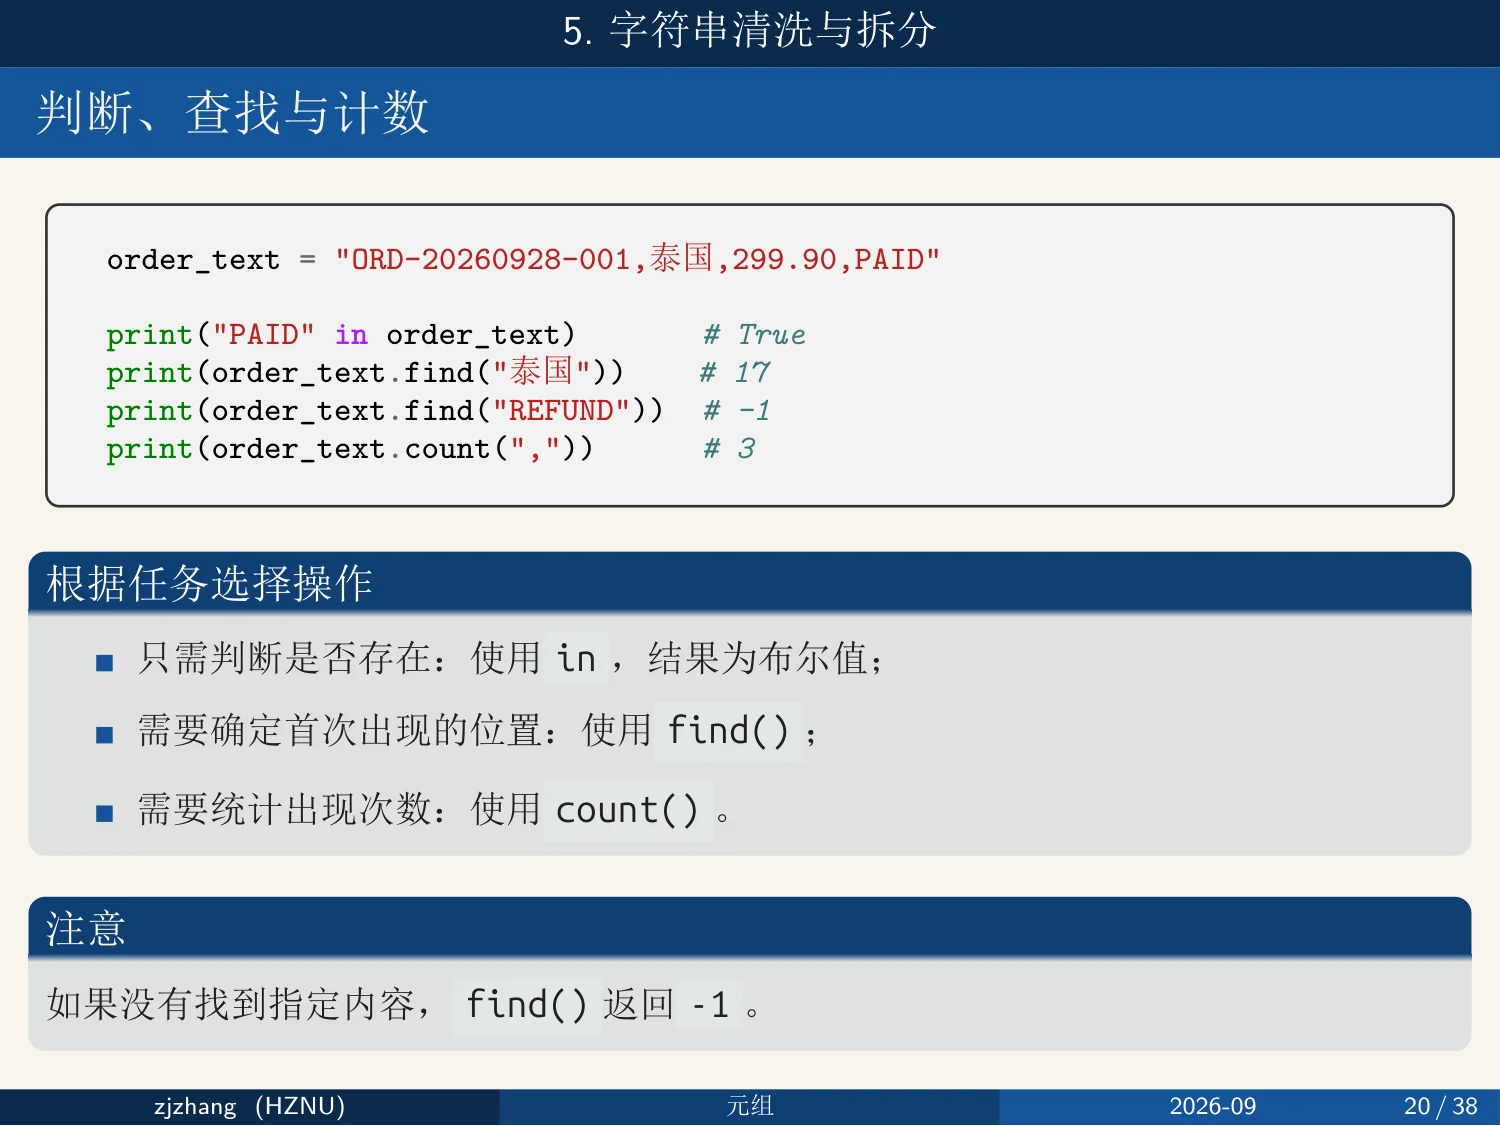 5. 字符串清洗与拆分
判断、查找与计数
order_text = "ORD-20260928-001,泰国,299.90,PAID"
print("PAID" in order_text)        # True
print(order_text.find("泰国"))     # 17
print(order_text.find("REFUND"))  # -1
print(order_text.count(","))       # 3
根据任务选择操作
只需判断是否存在：使用 in，结果为布尔值；
需要确定首次出现的位置：使用 find()；
需要统计出现次数：使用 count()。
注意
如果没有找到指定内容，find() 返回 -1。
zjzhang (HZNU) 元组 2026-09 20 / 38